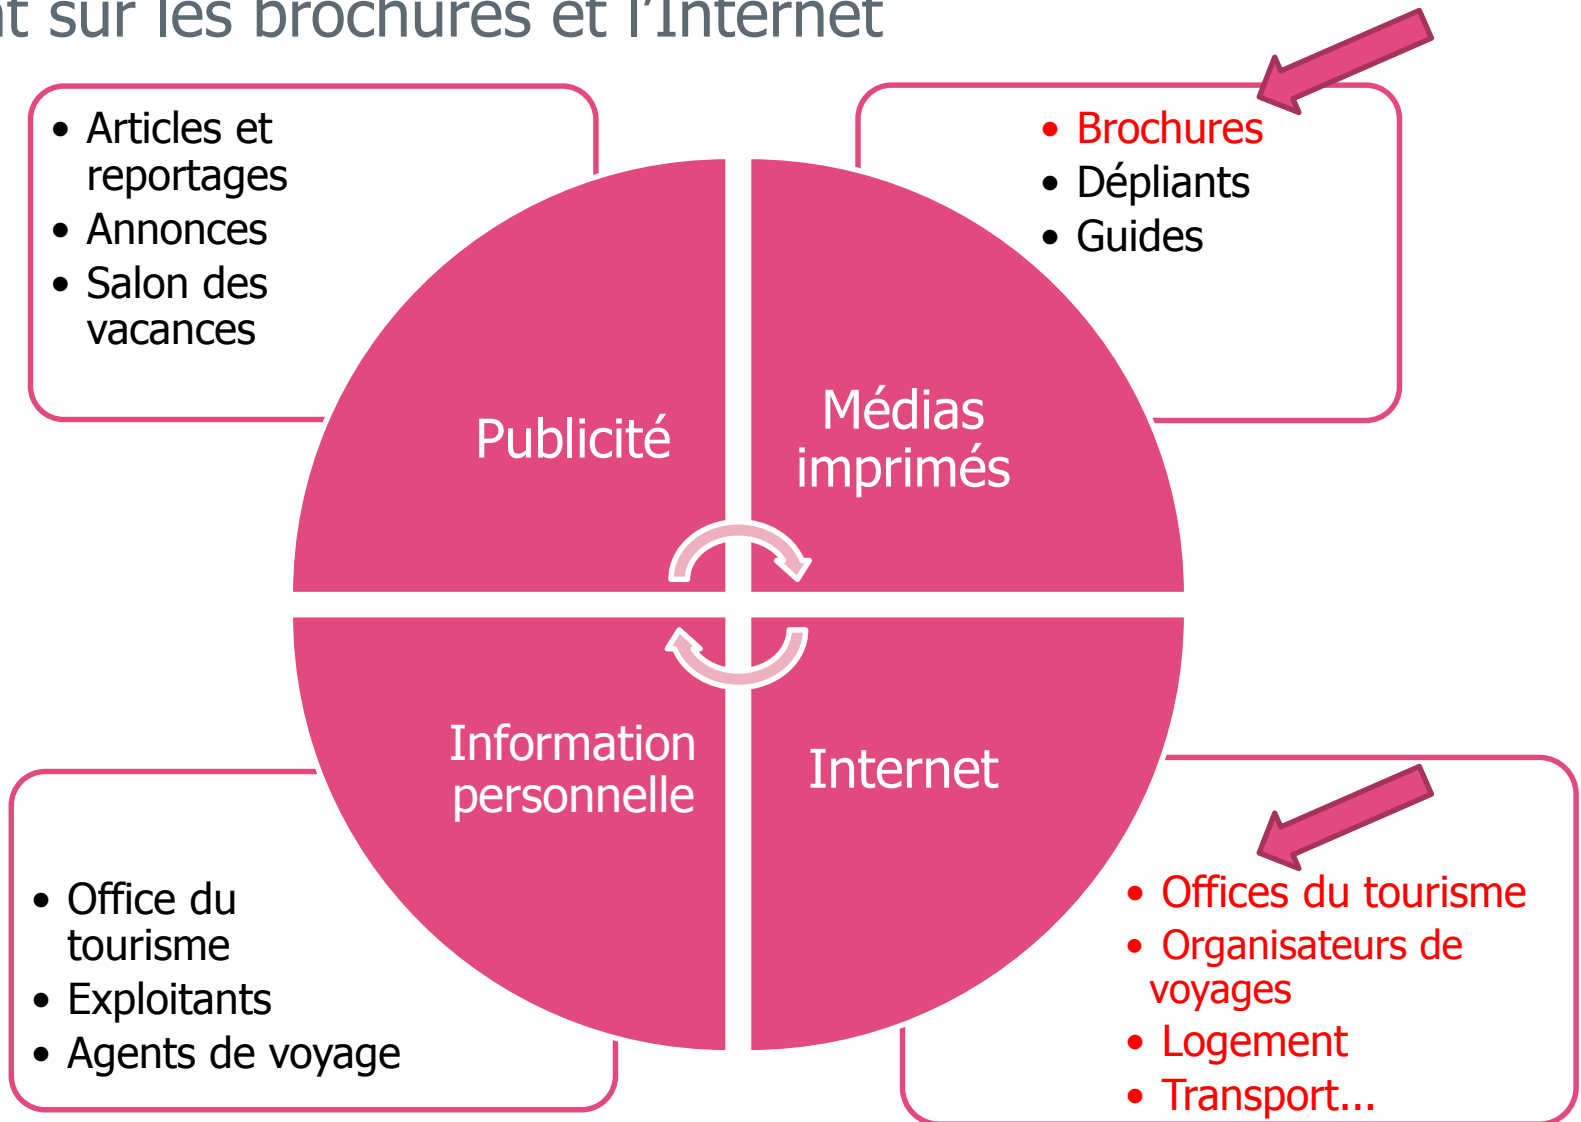 sur les brochures et l'Internet
• Articles et
reportages
• Annonces
• Salon des
vacances
• Brochures
• Dépliants
• Guides
Publicité
Médias
imprimés
Information
personnelle
Internet
• Office du
tourisme
• Exploitants
• Agents de voyage
• Offices du tourisme
• Organisateurs de
voyages
• Logement
• Transport...